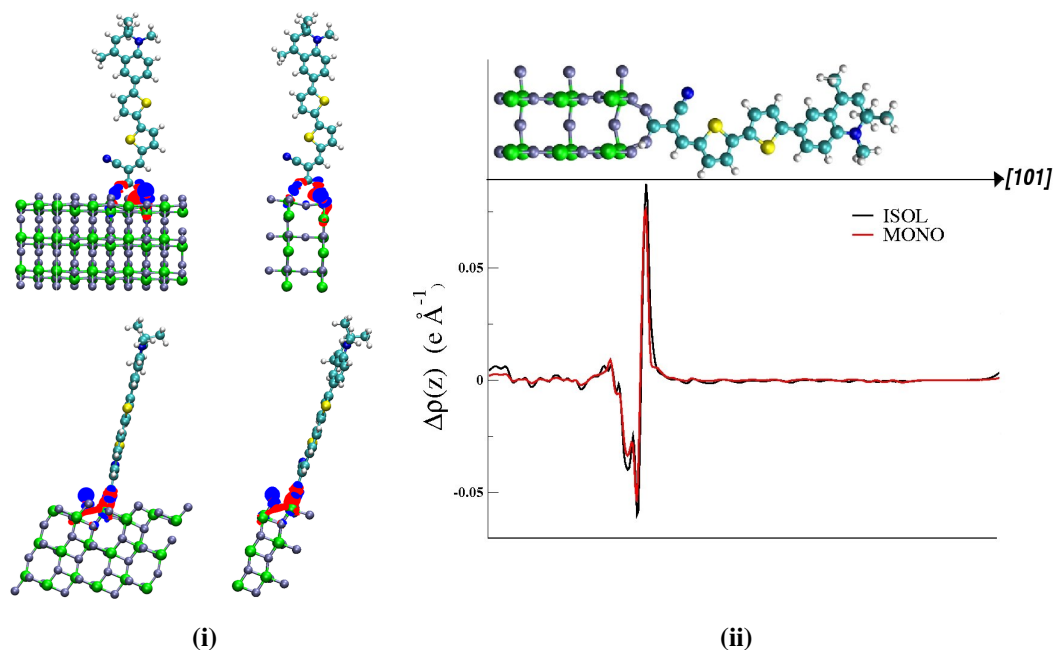 [101]
ISOL
MONO
0.05
0
-0.05
Δρ(z) (e Å⁻¹)
(i)
(ii)